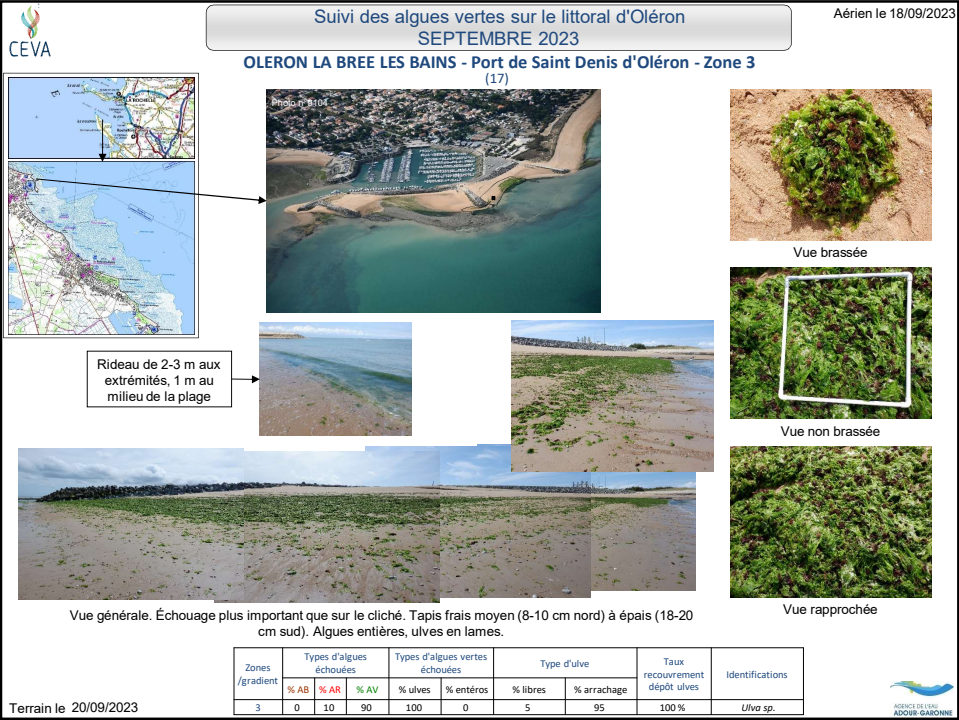 Suivi des algues vertes sur le littoral d'Oléron
SEPTEMBRE 2023
Aérien le 18/09/2023
CEVA
OLERON LA BREE LES BAINS - Port de Saint Denis d'Oléron - Zone 3
(17)
Photo n° 9104
LA ROCHELLE
Vue brassée
Rideau de 2-3 m aux
extrémités, 1 m au
milieu de la plage
Vue non brassée
Vue rapprochée
Vue générale. Échouage plus important que sur le cliché. Tapis frais moyen (8-10 cm nord) à épais (18-20
cm sud). Algues entières, ulves en lames.
Zones /gradient Types d'algues échouées Types d'algues vertes échouées Type d'ulve Taux recouvrement dépôt ulves Identifications
% AB % AR % AV % ulves % entéros % libres % arrachage
3 0 10 90 100 0 5 95 100 % Ulva sp.
Terrain le 20/09/2023
AGENCE DE L'EAU
ADOUR-GARONNE